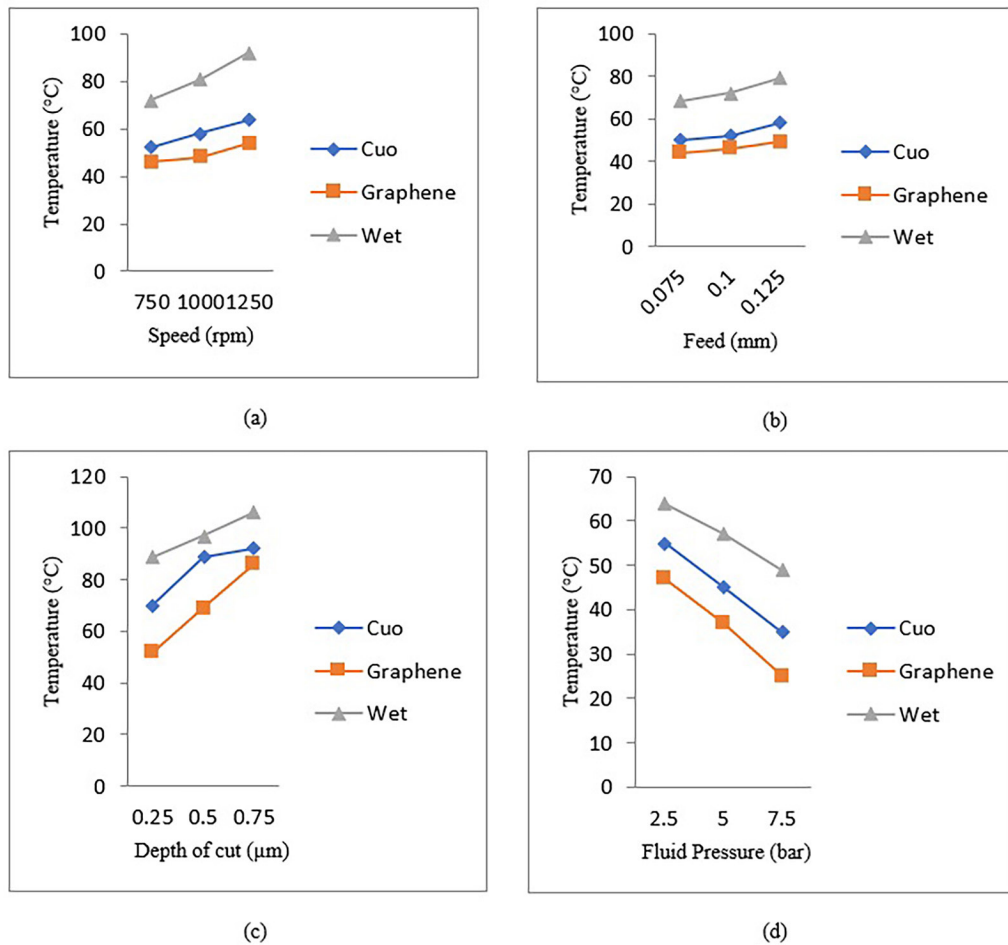 100
80
60
40
20
0
Temperature (°C)
750 1000 1250
Speed (rpm)
Cuo
Graphene
Wet
(a)
100
80
60
40
20
0
Temperature (°C)
0.075 0.1 0.125
Feed (mm)
Cuo
Graphene
Wet
(b)
120
100
80
60
40
20
0
Temperature (°C)
0.25 0.5 0.75
Depth of cut (µm)
Cuo
Graphene
Wet
(c)
70
60
50
40
30
20
10
0
Temperature (°C)
2.5 5 7.5
Fluid Pressure (bar)
Cuo
Graphene
Wet
(d)